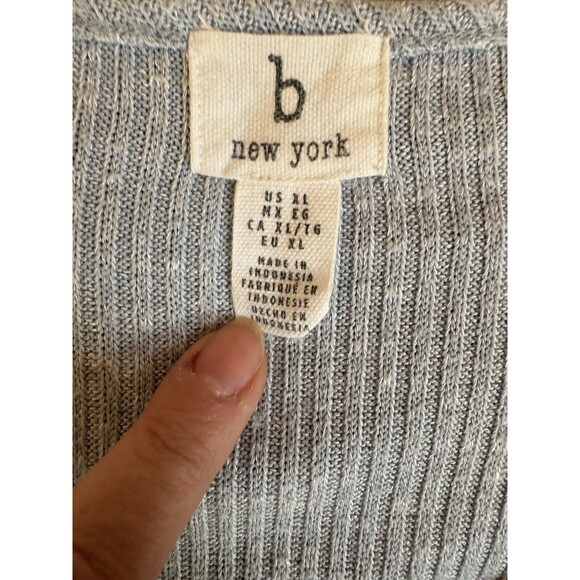 b
new york
US XL
MX EG
CA XL/TG
EU XL
MADE IN
INDONESIA
FABRIQUÉ EN
INDONESIE
HECHO EN
INDONESIA